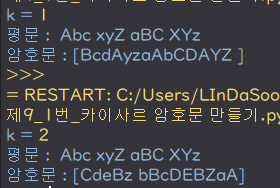 k = 1
평문 : Abc xyZ aBC XYz
암호문 : [BcdAyzaAbCDAYZ ]
>>>
= RESTART: C:/Users/LInDaSoo
제9_1번_카이사르 암호문 만들기.py
k = 2
평문 : Abc xyZ aBC XYz
암호문 : [CdeBz bBcDEBZaA]